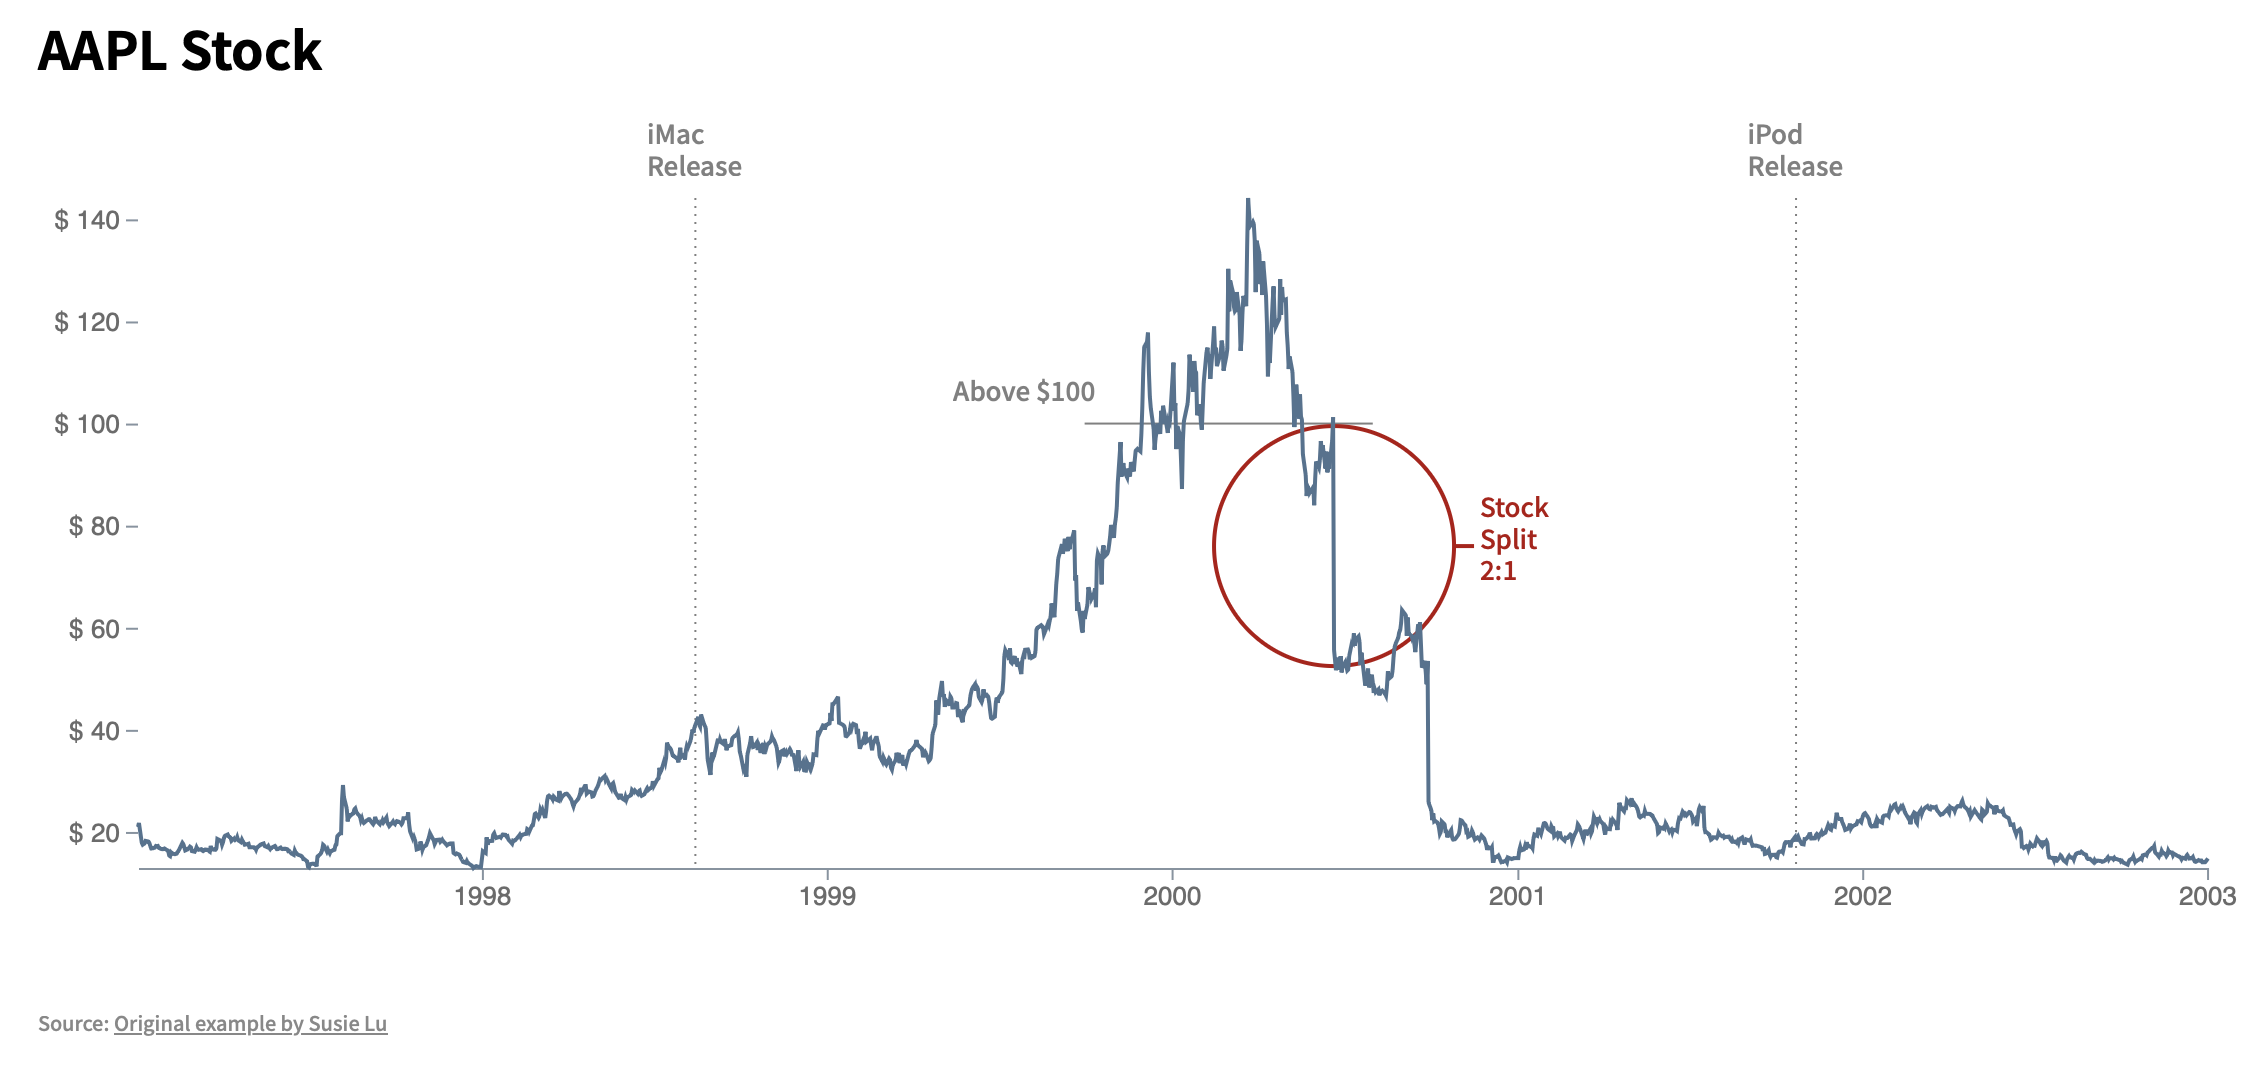 AAPL Stock
iMac
Release
iPod
Release
$ 140
$ 120
Above $100
$ 100
Stock
Split
2:1
$ 80
$ 60
$ 40
$ 20
1998
1999
2000
2001
2002
2003
Source: Original example by Susie Lu